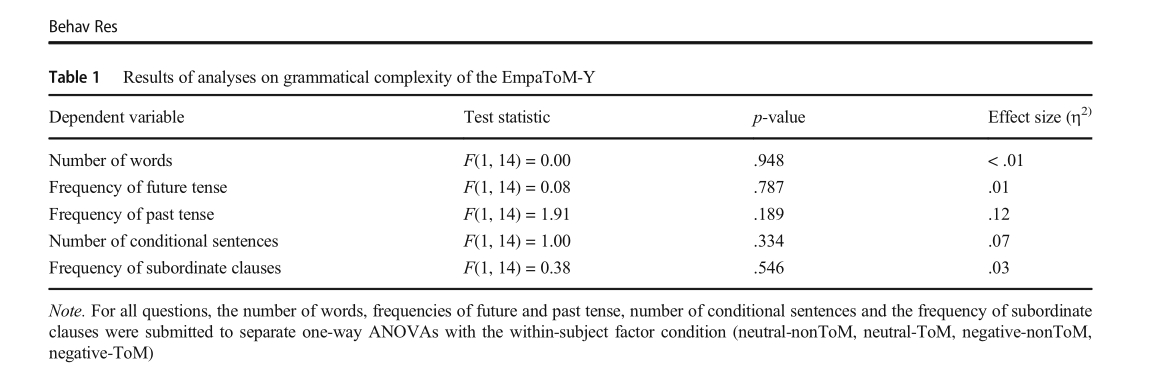 Behav Res
Table 1 Results of analyses on grammatical complexity of the EmpaToM-Y
Dependent variable Test statistic p-value Effect size (η²)
Number of words F(1, 14) = 0.00 .948 < .01
Frequency of future tense F(1, 14) = 0.08 .787 .01
Frequency of past tense F(1, 14) = 1.91 .189 .12
Number of conditional sentences F(1, 14) = 1.00 .334 .07
Frequency of subordinate clauses F(1, 14) = 0.38 .546 .03
Note. For all questions, the number of words, frequencies of future and past tense, number of conditional sentences and the frequency of subordinate
clauses were submitted to separate one-way ANOVAs with the within-subject factor condition (neutral-nonToM, neutral-ToM, negative-nonToM,
negative-ToM)